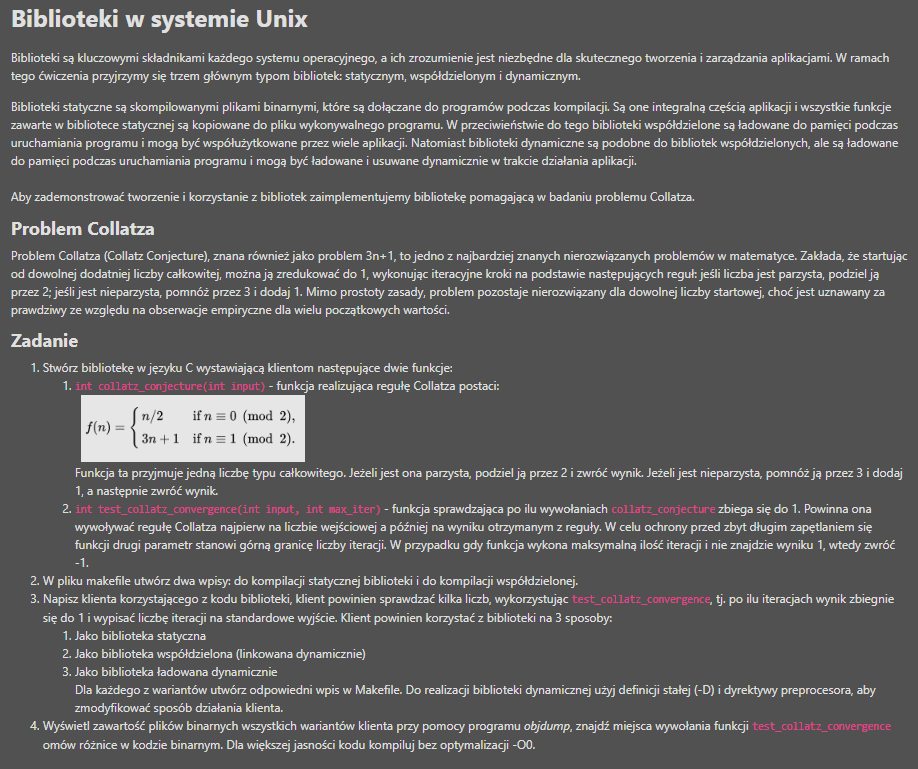 Biblioteki w systemie Unix
Biblioteki są kluczowymi składnikami każdego systemu operacyjnego, a ich zrozumienie jest niezbędne dla skutecznego tworzenia i zarządzania aplikacjami. W ramach
tego ćwiczenia przyjrzymy się trzem głównym typom bibliotek: statycznym, współdzielonym i dynamicznym.
Biblioteki statyczne są skompilowanymi plikami binarnymi, które są dołączane do programów podczas kompilacji. Są one integralną częścią aplikacji i wszystkie funkcje
zawarte w bibliotece statycznej są kopiowane do pliku wykonywalnego programu. W przeciwieństwie do tego biblioteki współdzielone są ładowane do pamięci podczas
uruchamiania programu i mogą być współużytkowane przez wiele aplikacji. Natomiast biblioteki dynamiczne są podobne do bibliotek współdzielonych, ale są ładowane
do pamięci podczas uruchamiania programu i mogą być ładowane i usuwane dynamicznie w trakcie działania aplikacji.
Aby zademonstrować tworzenie i korzystanie z bibliotek zaimplementujemy bibliotekę pomagającą w badaniu problemu Collatza.
Problem Collatza
Problem Collatza (Collatz Conjecture), znana również jako problem 3n+1, to jedno z najbardziej znanych nierozwiązanych problemów w matematyce. Zakłada, że startując
od dowolnej dodatniej liczby całkowitej, można ją zredukować do 1, wykonując iteracyjne kroki na podstawie następujących reguł: jeśli liczba jest parzysta, podziel ją
przez 2; jeśli jest nieparzysta, pomnóż przez 3 i dodaj 1. Mimo prostoty zasady, problem pozostaje nierozwiązany dla dowolnej liczby startowej, choć jest uznawany za
prawdziwy ze względu na obserwacje empiryczne dla wielu początkowych wartości.
Zadanie
1. Stwórz bibliotekę w języku C wystawiającą klientom następujące dwie funkcje:
1. int collatz_conjecture(int input) - funkcja realizująca regułę Collatza postaci:
f(n) = { n/2 if n ≡ 0 (mod 2),
3n + 1 if n ≡ 1 (mod 2).
Funkcja ta przyjmuje jedną liczbę typu całkowitego. Jeżeli jest ona parzysta, podziel ją przez 2 i zwróć wynik. Jeżeli jest nieparzysta, pomnóż ją przez 3 i dodaj
1, a następnie zwróć wynik.
2. int test_collatz_convergence(int input, int max_iter) - funkcja sprawdzająca po ilu wywołaniach collatz_conjecture zbiega się do 1. Powinna ona
wywoływać regułę Collatza najpierw na liczbie wejściowej a później na wyniku otrzymanym z reguły. W celu ochrony przed zbyt długim zapętlaniem się
funkcji drugi parametr stanowi górną granicę liczby iteracji. W przypadku gdy funkcja wykona maksymalną ilość iteracji i nie znajdzie wyniku 1, wtedy zwróć
-1.
2. W pliku makefile utwórz dwa wpisy: do kompilacji statycznej biblioteki i do kompilacji współdzielonej.
3. Napisz klienta korzystającego z kodu biblioteki, klient powinien sprawdzać kilka liczb, wykorzystując test_collatz_convergence, tj. po ilu iteracjach wynik zbiegnie
się do 1 i wypisać liczbę iteracji na standardowe wyjście. Klient powinien korzystać z biblioteki na 3 sposoby:
1. Jako biblioteka statyczna
2. Jako biblioteka współdzielona (linkowana dynamicznie)
3. Jako biblioteka ładowana dynamicznie
Dla każdego z wariantów utwórz odpowiedni wpis w Makefile. Do realizacji biblioteki dynamicznej użyj definicji stałej (-D) i dyrektywy preprocesora, aby
zmodyfikować sposób działania klienta.
4. Wyświetl zawartość plików binarnych wszystkich wariantów klienta przy pomocy programu objdump, znajdź miejsca wywołania funkcji test_collatz_convergence
omów różnice w kodzie binarnym. Dla większej jasności kodu kompiluj bez optymalizacji -O0.